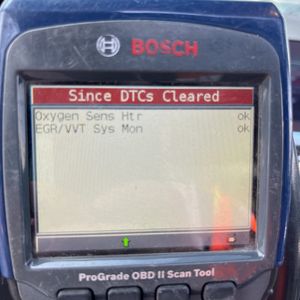 BOSCH
Since DTCs Cleared
Oxygen Sens Htr ok
EGR/VVT Sys Mon ok
ProGrade OBD II Scan Tool